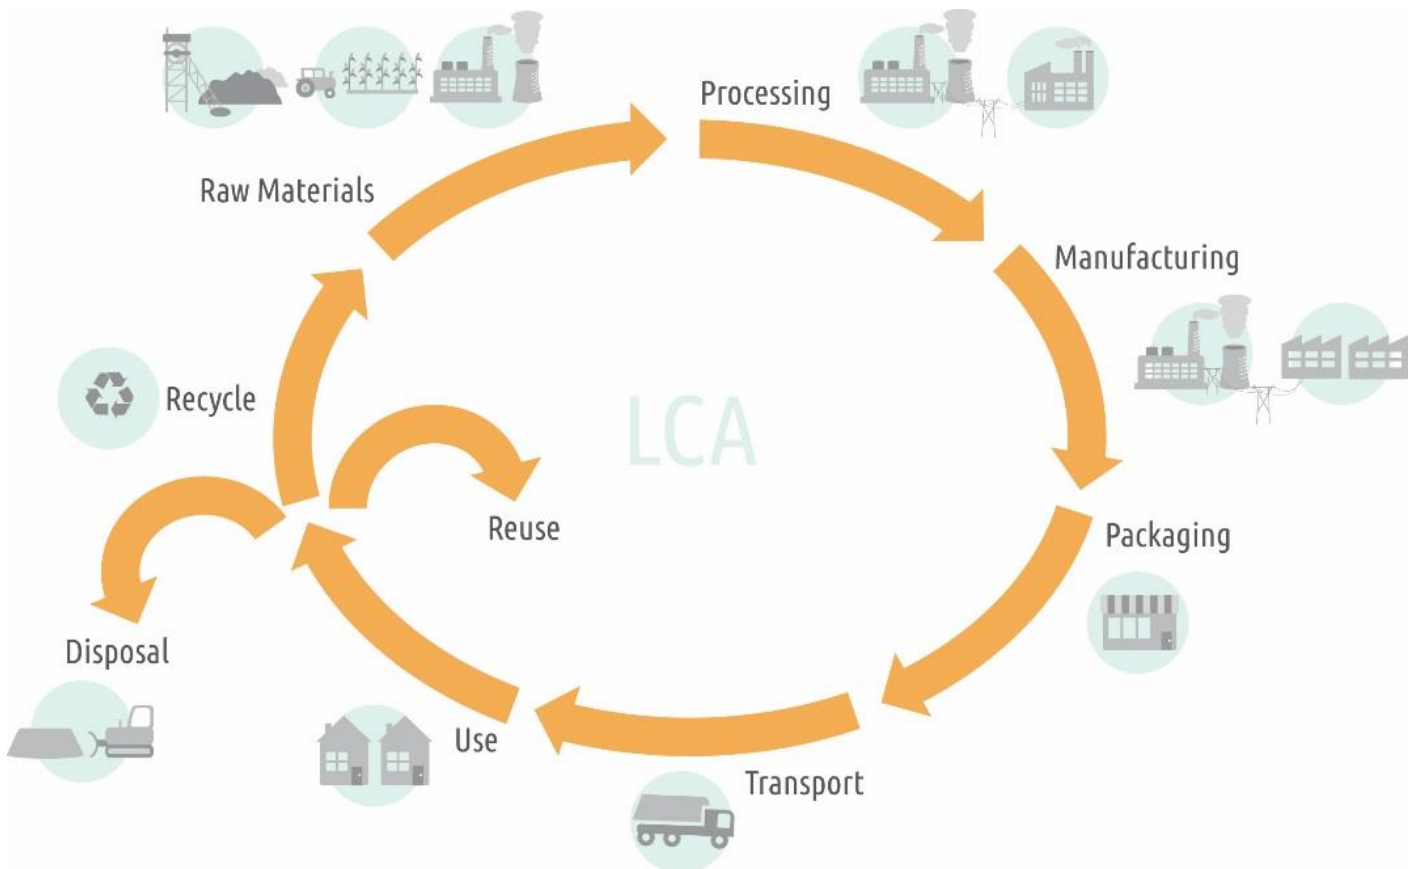 Processing
Raw Materials
Manufacturing
Recycle
LCA
Reuse
Packaging
Disposal
Use
Transport